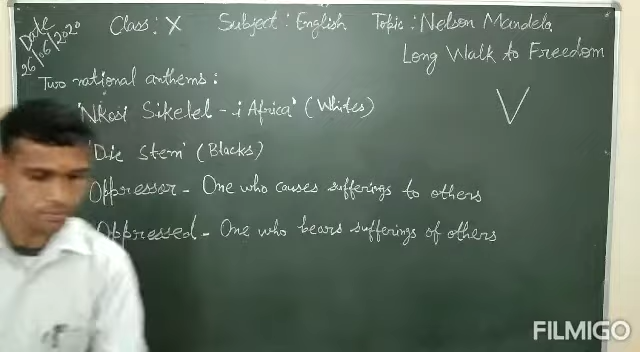 Date
26/06/2020
Class: X Subject: English Topic: Nelson Mandela
Long Walk to Freedom
Two national anthems:
'Nkosi Sikelel - i Africa' (Whites)
V
'Die Stem' (Blacks)
Oppressor - One who causes sufferings to others
Oppressed - One who bears sufferings of others
FILMIGO